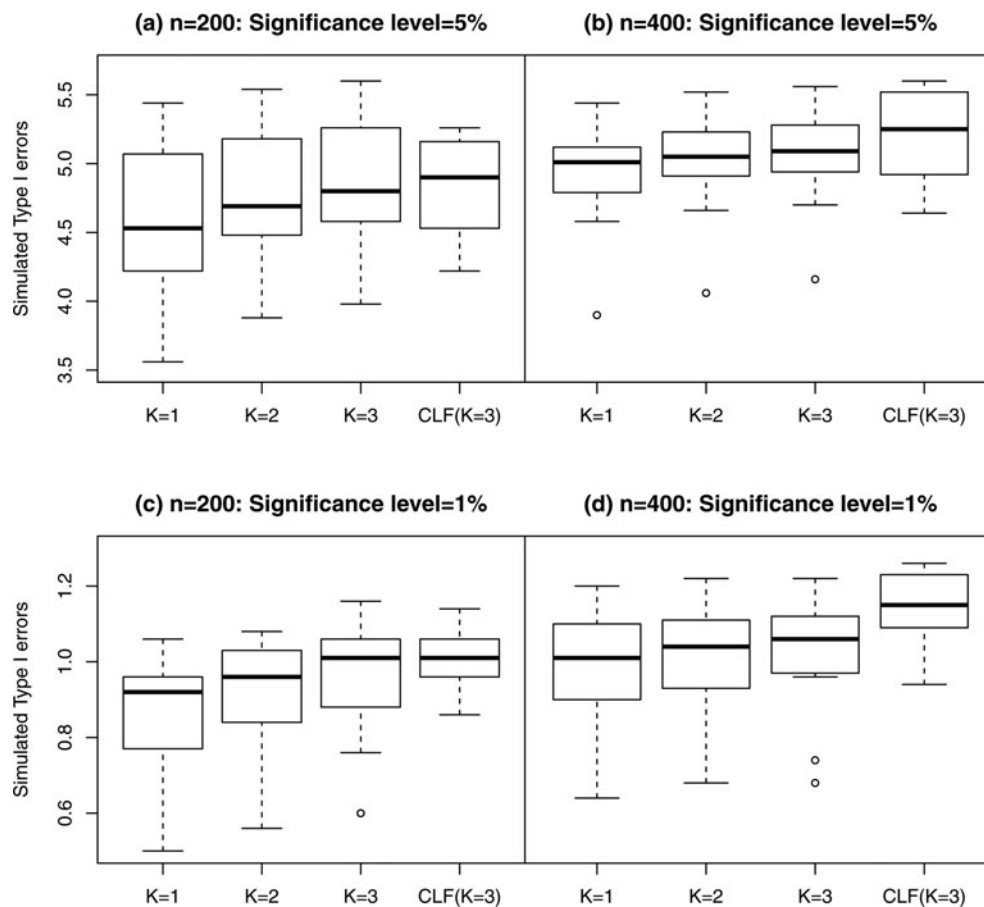 (a) n=200: Significance level=5%
(b) n=400: Significance level=5%
Simulated Type I errors
5.5
5.0
4.5
4.0
3.5
K=1 K=2 K=3 CLF(K=3)
K=1 K=2 K=3 CLF(K=3)
(c) n=200: Significance level=1%
(d) n=400: Significance level=1%
Simulated Type I errors
1.2
1.0
0.8
0.6
K=1 K=2 K=3 CLF(K=3)
K=1 K=2 K=3 CLF(K=3)